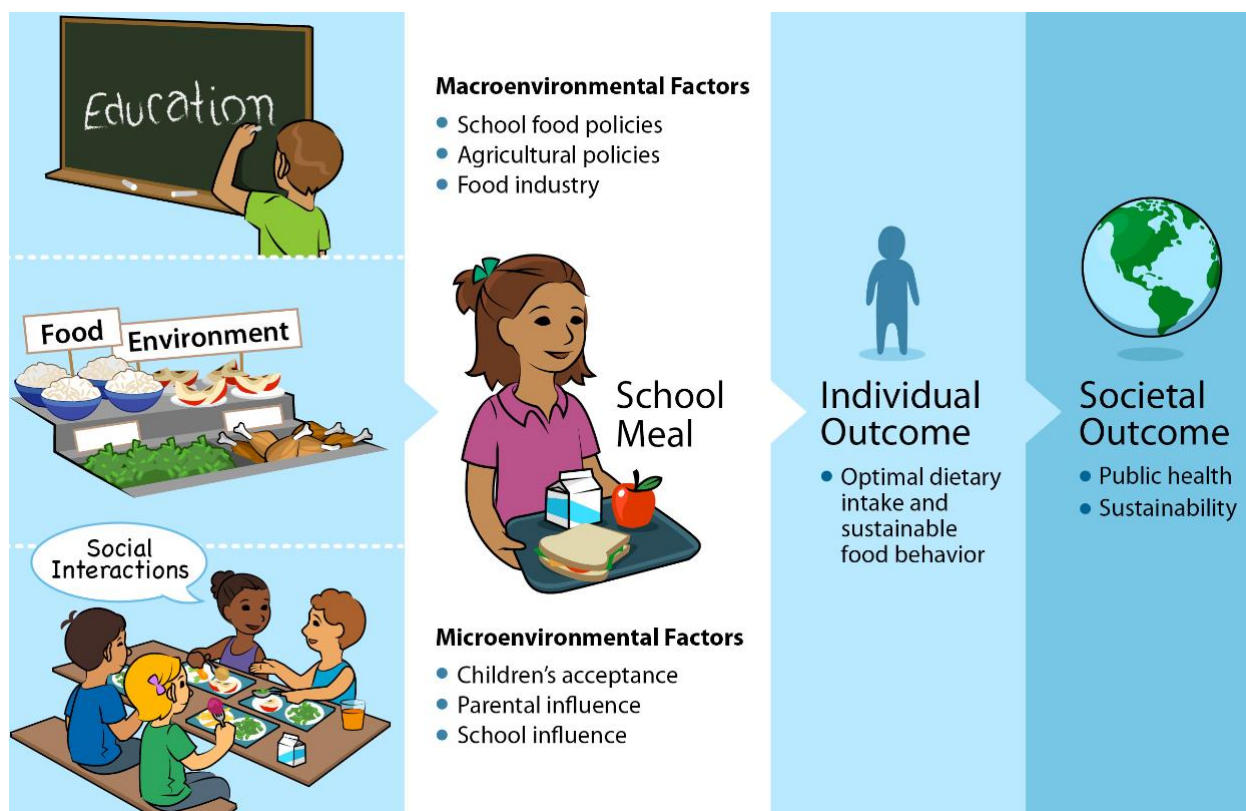 Education
Food
Environment
Social
Interactions
Macroenvironmental Factors
• School food policies
• Agricultural policies
• Food industry
School
Meal
Microenvironmental Factors
• Children's acceptance
• Parental influence
• School influence
Individual
Outcome
• Optimal dietary
intake and
sustainable
food behavior
Societal
Outcome
• Public health
• Sustainability